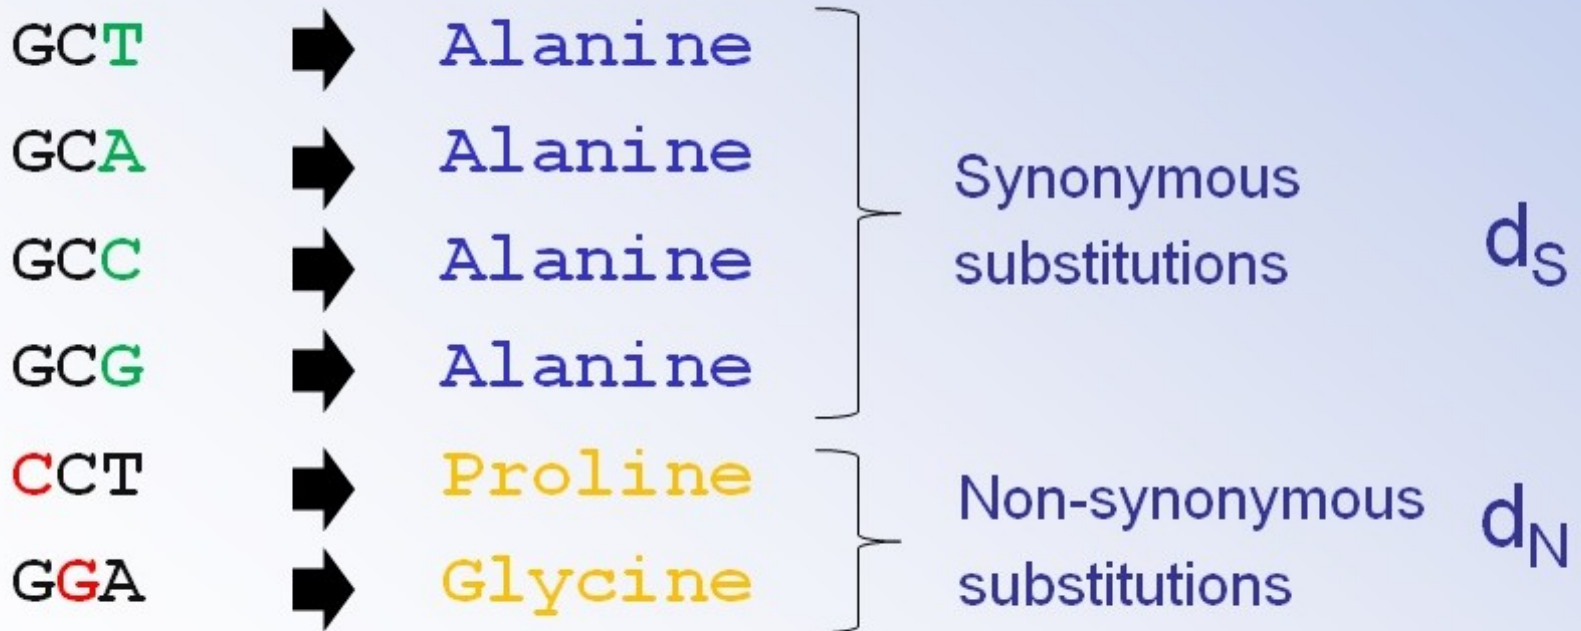 GCT Alanine
GCA Alanine
GCC Alanine
GCG Alanine
Synonymous
substitutions
dS
CCT Proline
GGA Glycine
Non-synonymous
substitutions
dN